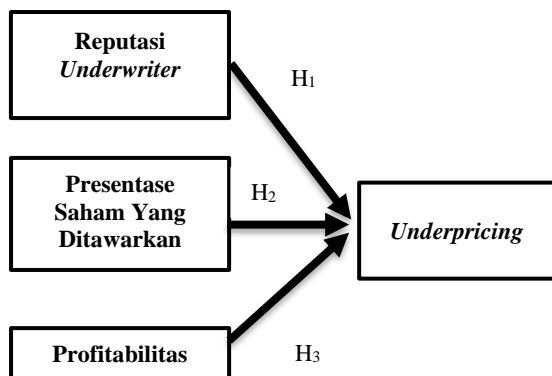 Reputasi
Underwriter
H1
Presentase
Saham Yang
Ditawarkan
H2
Underpricing
Profitabilitas
H3